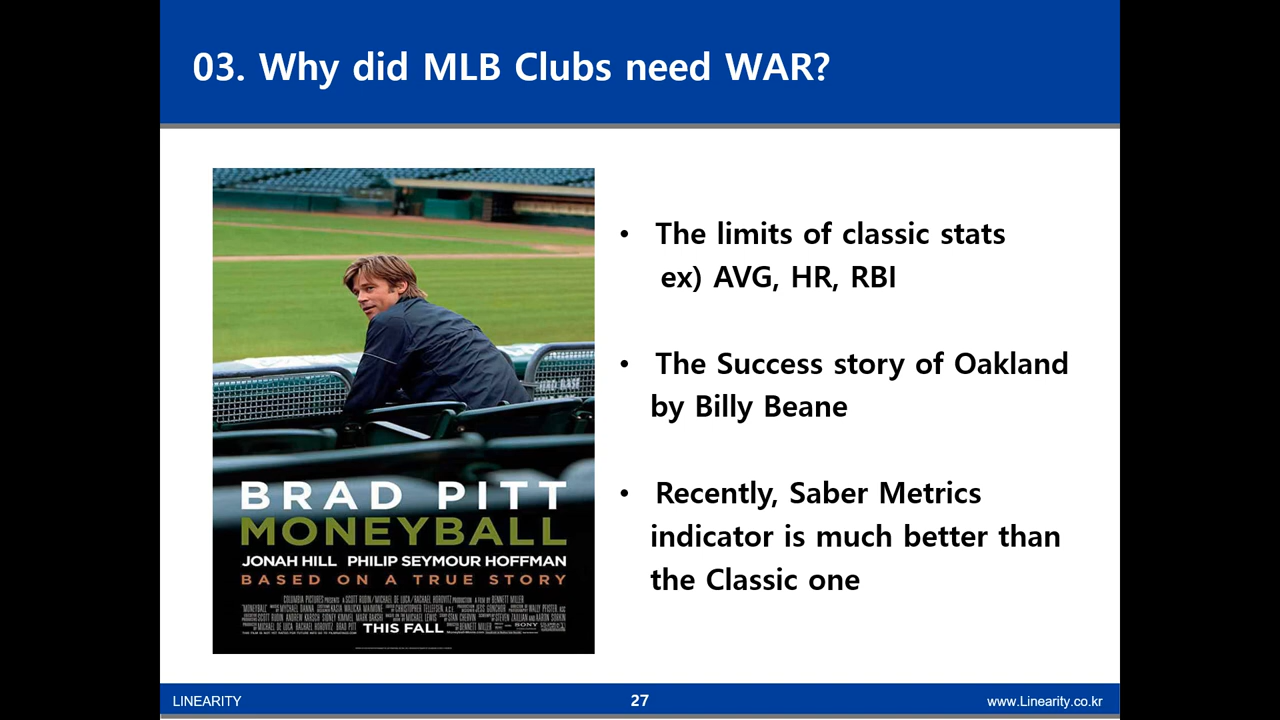 03. Why did MLB Clubs need WAR?
• The limits of classic stats
ex) AVG, HR, RBI
• The Success story of Oakland
by Billy Beane
• Recently, Saber Metrics
indicator is much better than
the Classic one
BRAD PITT
MONEYBALL
JONAH HILL PHILIP SEYMOUR HOFFMAN
BASED ON A TRUE STORY
THIS FALL
SONY
LINEARITY
27
www.Linearity.co.kr